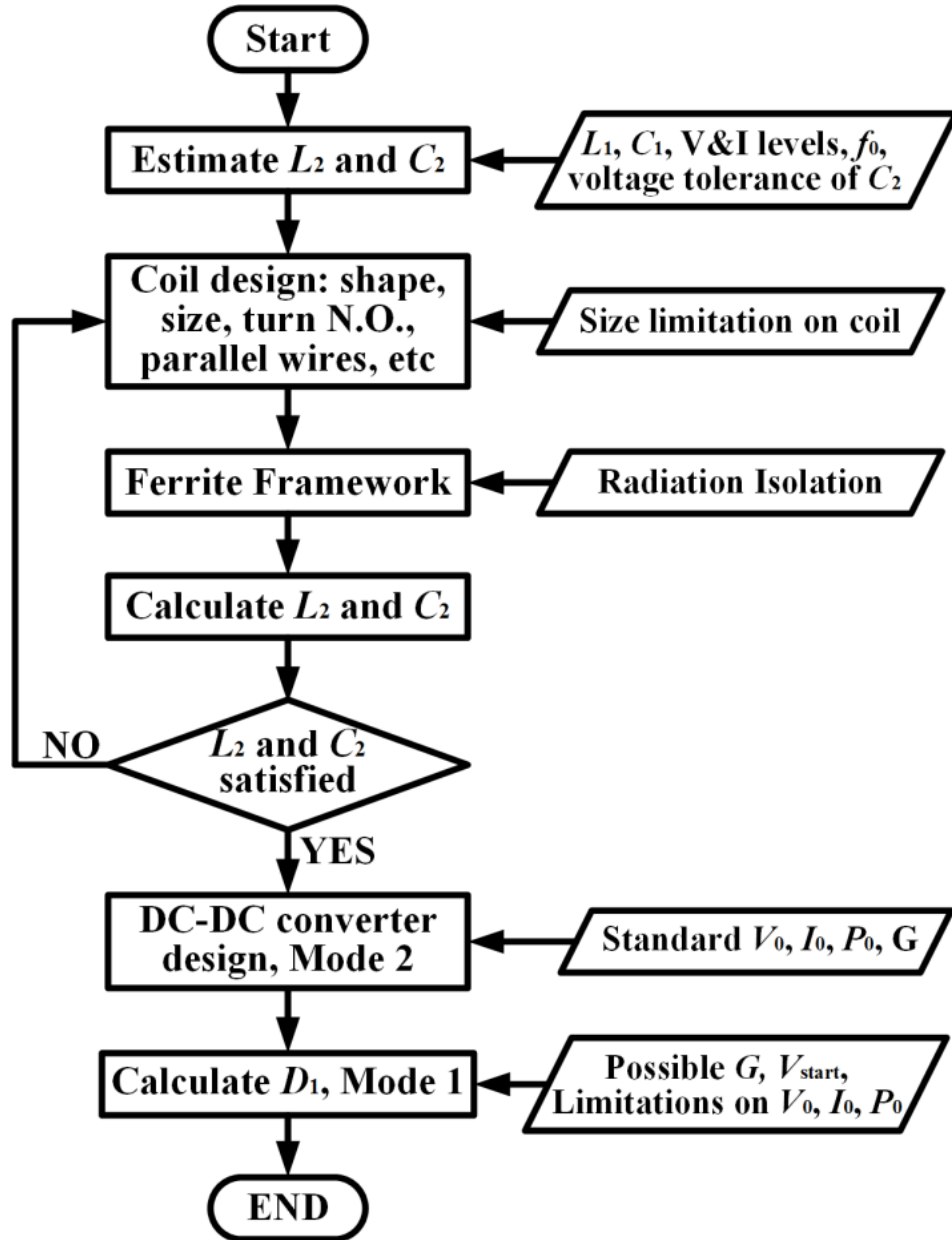 Start
Estimate L₂ and C₂
L₁, C₁, V&I levels, f₀,
voltage tolerance of C₂
Coil design: shape,
size, turn N.O.,
parallel wires, etc
Size limitation on coil
Ferrite Framework
Radiation Isolation
Calculate L₂ and C₂
L₂ and C₂
satisfied
NO
YES
DC-DC converter
design, Mode 2
Standard V₀, I₀, P₀, G
Calculate D₁, Mode 1
Possible G, Vstart,
Limitations on V₀, I₀, P₀
END